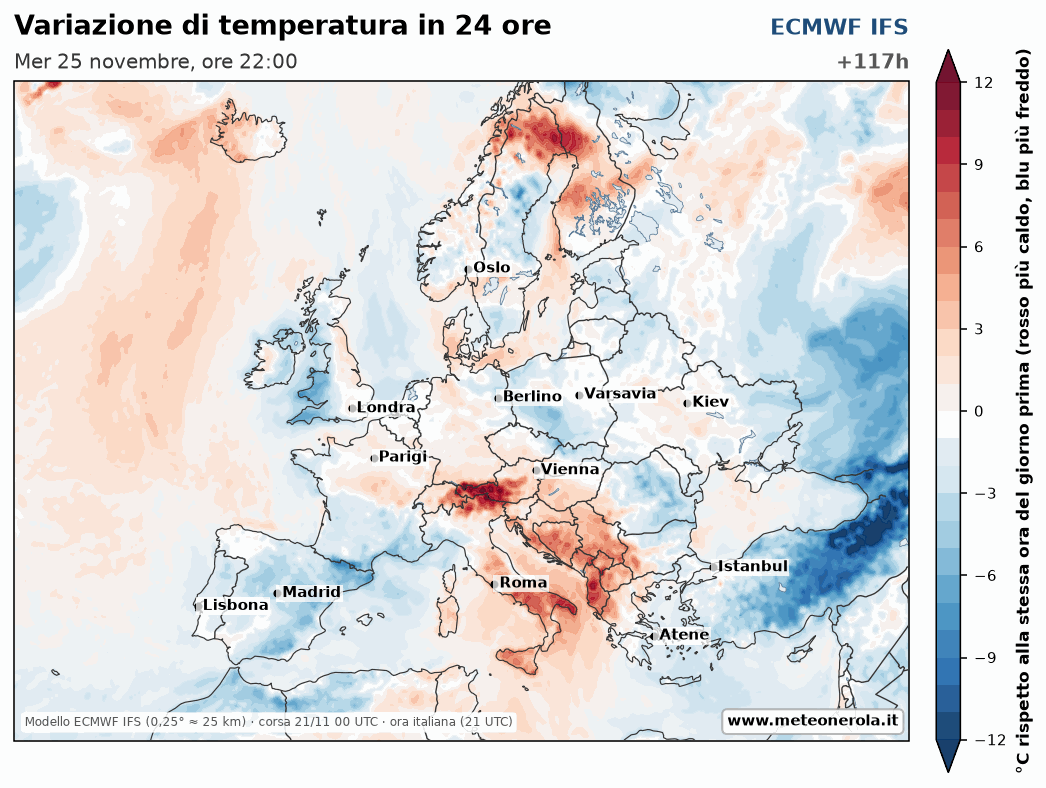 Variazione di temperatura in 24 ore
ECMWF IFS
Mer 25 novembre, ore 22:00
+117h
Oslo
Londra
Berlino
Varsavia
Kiev
Parigi
Vienna
Istanbul
Roma
Madrid
Lisbona
Atene
Modello ECMWF IFS (0,25° ≈ 25 km) · corsa 21/11 00 UTC · ora italiana (21 UTC)
www.meteonerola.it
12
9
6
3
0
−3
−6
−9
−12
°C rispetto alla stessa ora del giorno prima (rosso più caldo, blu più freddo)